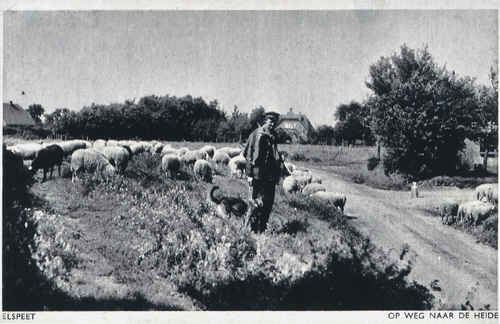 ELSPEET
OP WEG NAAR DE HEIDE